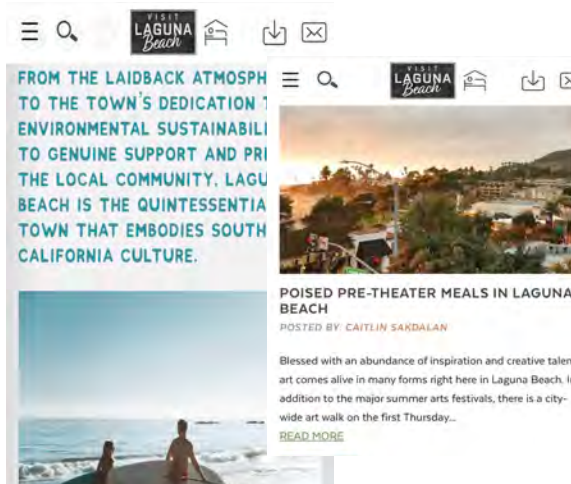 VISIT
LAGUNA
Beach
FROM THE LAIDBACK ATMOSPH
TO THE TOWN'S DEDICATION T
ENVIRONMENTAL SUSTAINABILI
TO GENUINE SUPPORT AND PRI
THE LOCAL COMMUNITY, LAGU
BEACH IS THE QUINTESSENTIA
TOWN THAT EMBODIES SOUTH
CALIFORNIA CULTURE.
VISIT
LAGUNA
Beach
POISED PRE-THEATER MEALS IN LAGUNA
BEACH
POSTED BY: CAITLIN SAKDALAN
Blessed with an abundance of inspiration and creative talen
art comes alive in many forms right here in Laguna Beach. I
addition to the major summer arts festivals, there is a city-
wide art walk on the first Thursday...
READ MORE